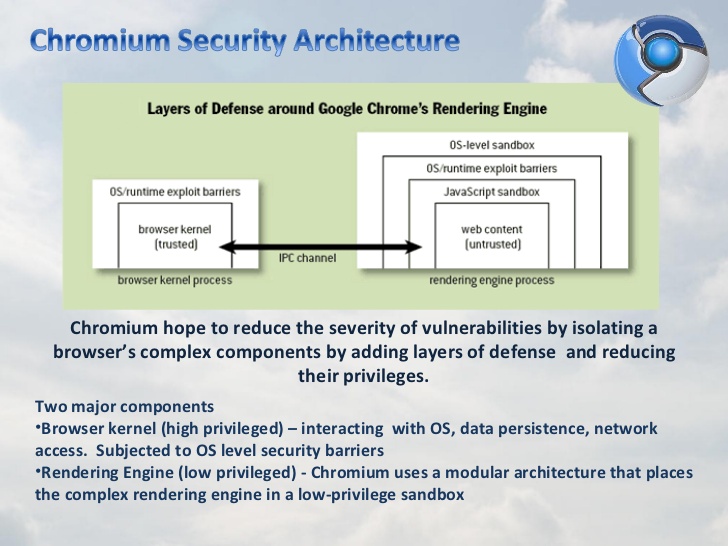 Chromium Security Architecture
Layers of Defense around Google Chrome's Rendering Engine
OS-level sandbox
OS/runtime exploit barriers
JavaScript sandbox
web content
(untrusted)
rendering engine process
OS/runtime exploit barriers
browser kernel
(trusted)
browser kernel process
IPC channel
Chromium hope to reduce the severity of vulnerabilities by isolating a
browser’s complex components by adding layers of defense  and reducing
their privileges.
Two major components
•Browser kernel (high privileged) – interacting  with OS, data persistence, network
access.  Subjected to OS level security barriers
•Rendering Engine (low privileged) - Chromium uses a modular architecture that places
the complex rendering engine in a low-privilege sandbox